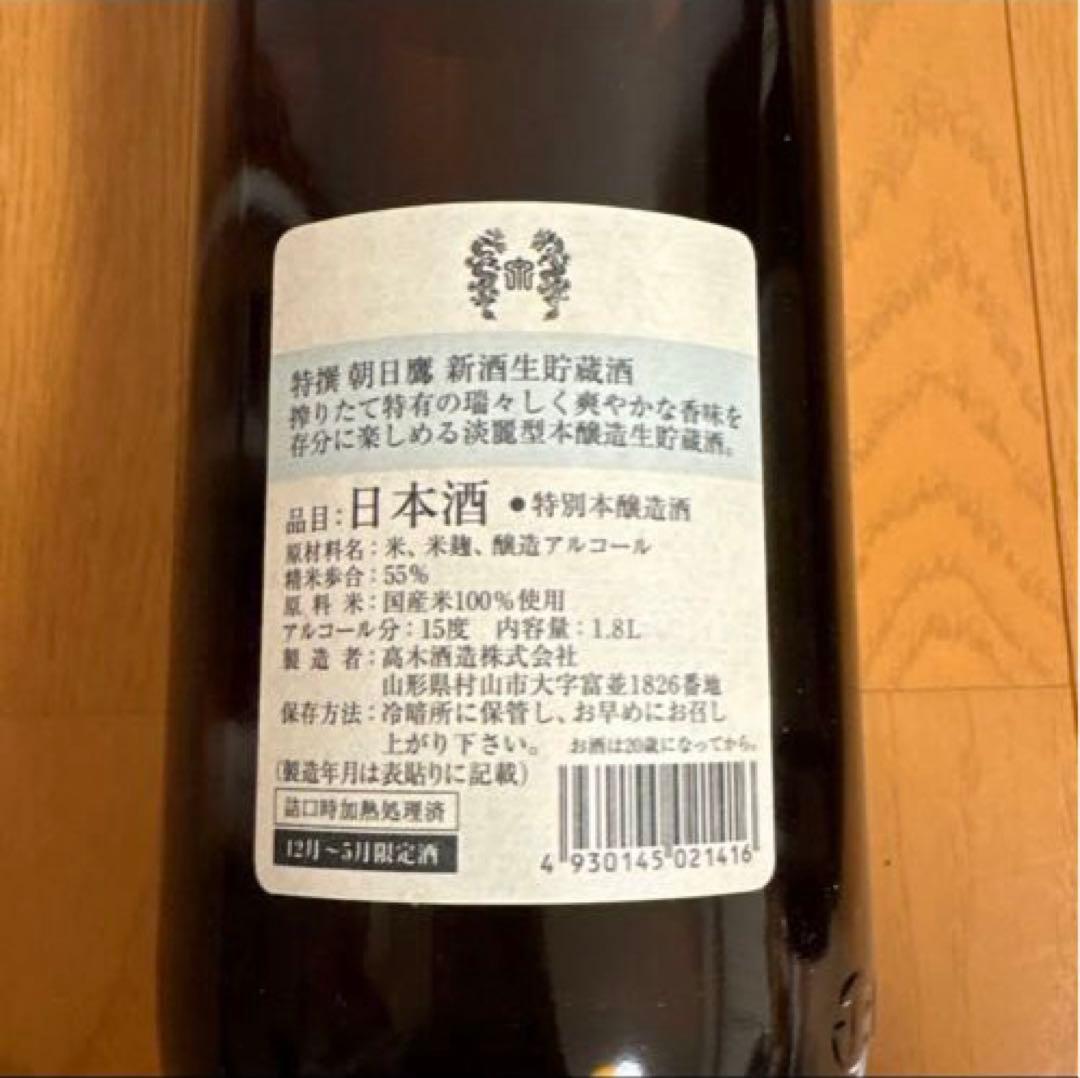 特撰 朝日鷹 新酒生貯蔵酒
搾りたて特有の瑞々しく爽やかな香味を
存分に楽しめる淡麗型本醸造生貯蔵酒。
品目：日本酒 ●特別本醸造酒
原材料名：米、米麹、醸造アルコール
精米歩合：55％
原料米：国産米100％使用
アルコール分：15度 内容量：1.8L
製造者：高木酒造株式会社
山形県村山市大字富並1826番地
保存方法：冷暗所に保管し、お早めにお召し
上がり下さい。 お酒は20歳になってから。
（製造年月は表貼りに記載）
詰口時加熱処理済
12月～5月限定酒
4 930145 021416